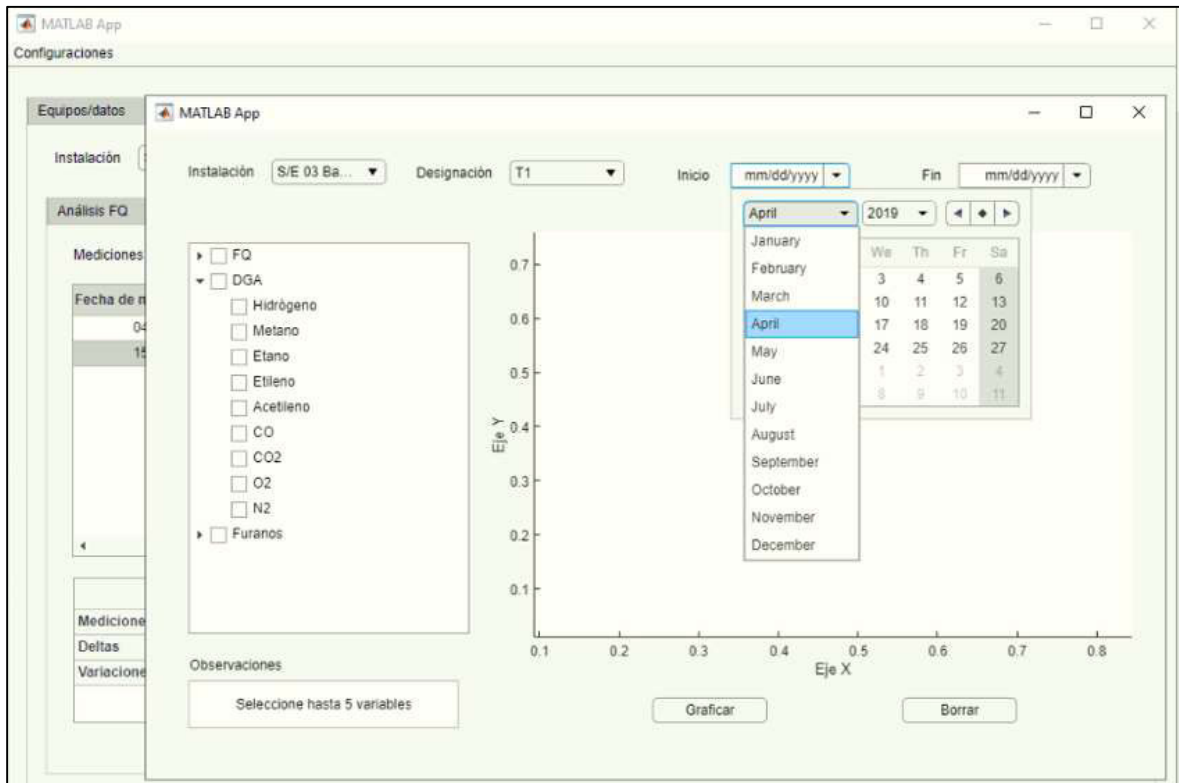 MATLAB App
Configuraciones
Equipos/datos
MATLAB App
Instalación
Instalación S/E 03 Ba... Designación T1 Inicio mm/dd/yyyy Fin mm/dd/yyyy
Análisis FQ
April 2019
Mediciones
FQ
DGA
Hidrógeno
Metano
Etano
Etileno
Acetileno
CO
CO2
O2
N2
Furanos
Fecha de m
04
15
January
February
March
April
May
June
July
August
September
October
November
December
We Th Fr Sa
3 4 5 6
10 11 12 13
17 18 19 20
24 25 26 27
1 2 3 4
8 9 10 11
0.7
0.6
0.5
0.4
0.3
0.2
0.1
Eje Y
0.1 0.2 0.3 0.4 0.5 0.6 0.7 0.8
Eje X
Medicione
Deltas
Variacione
Observaciones
Seleccione hasta 5 variables
Graficar Borrar